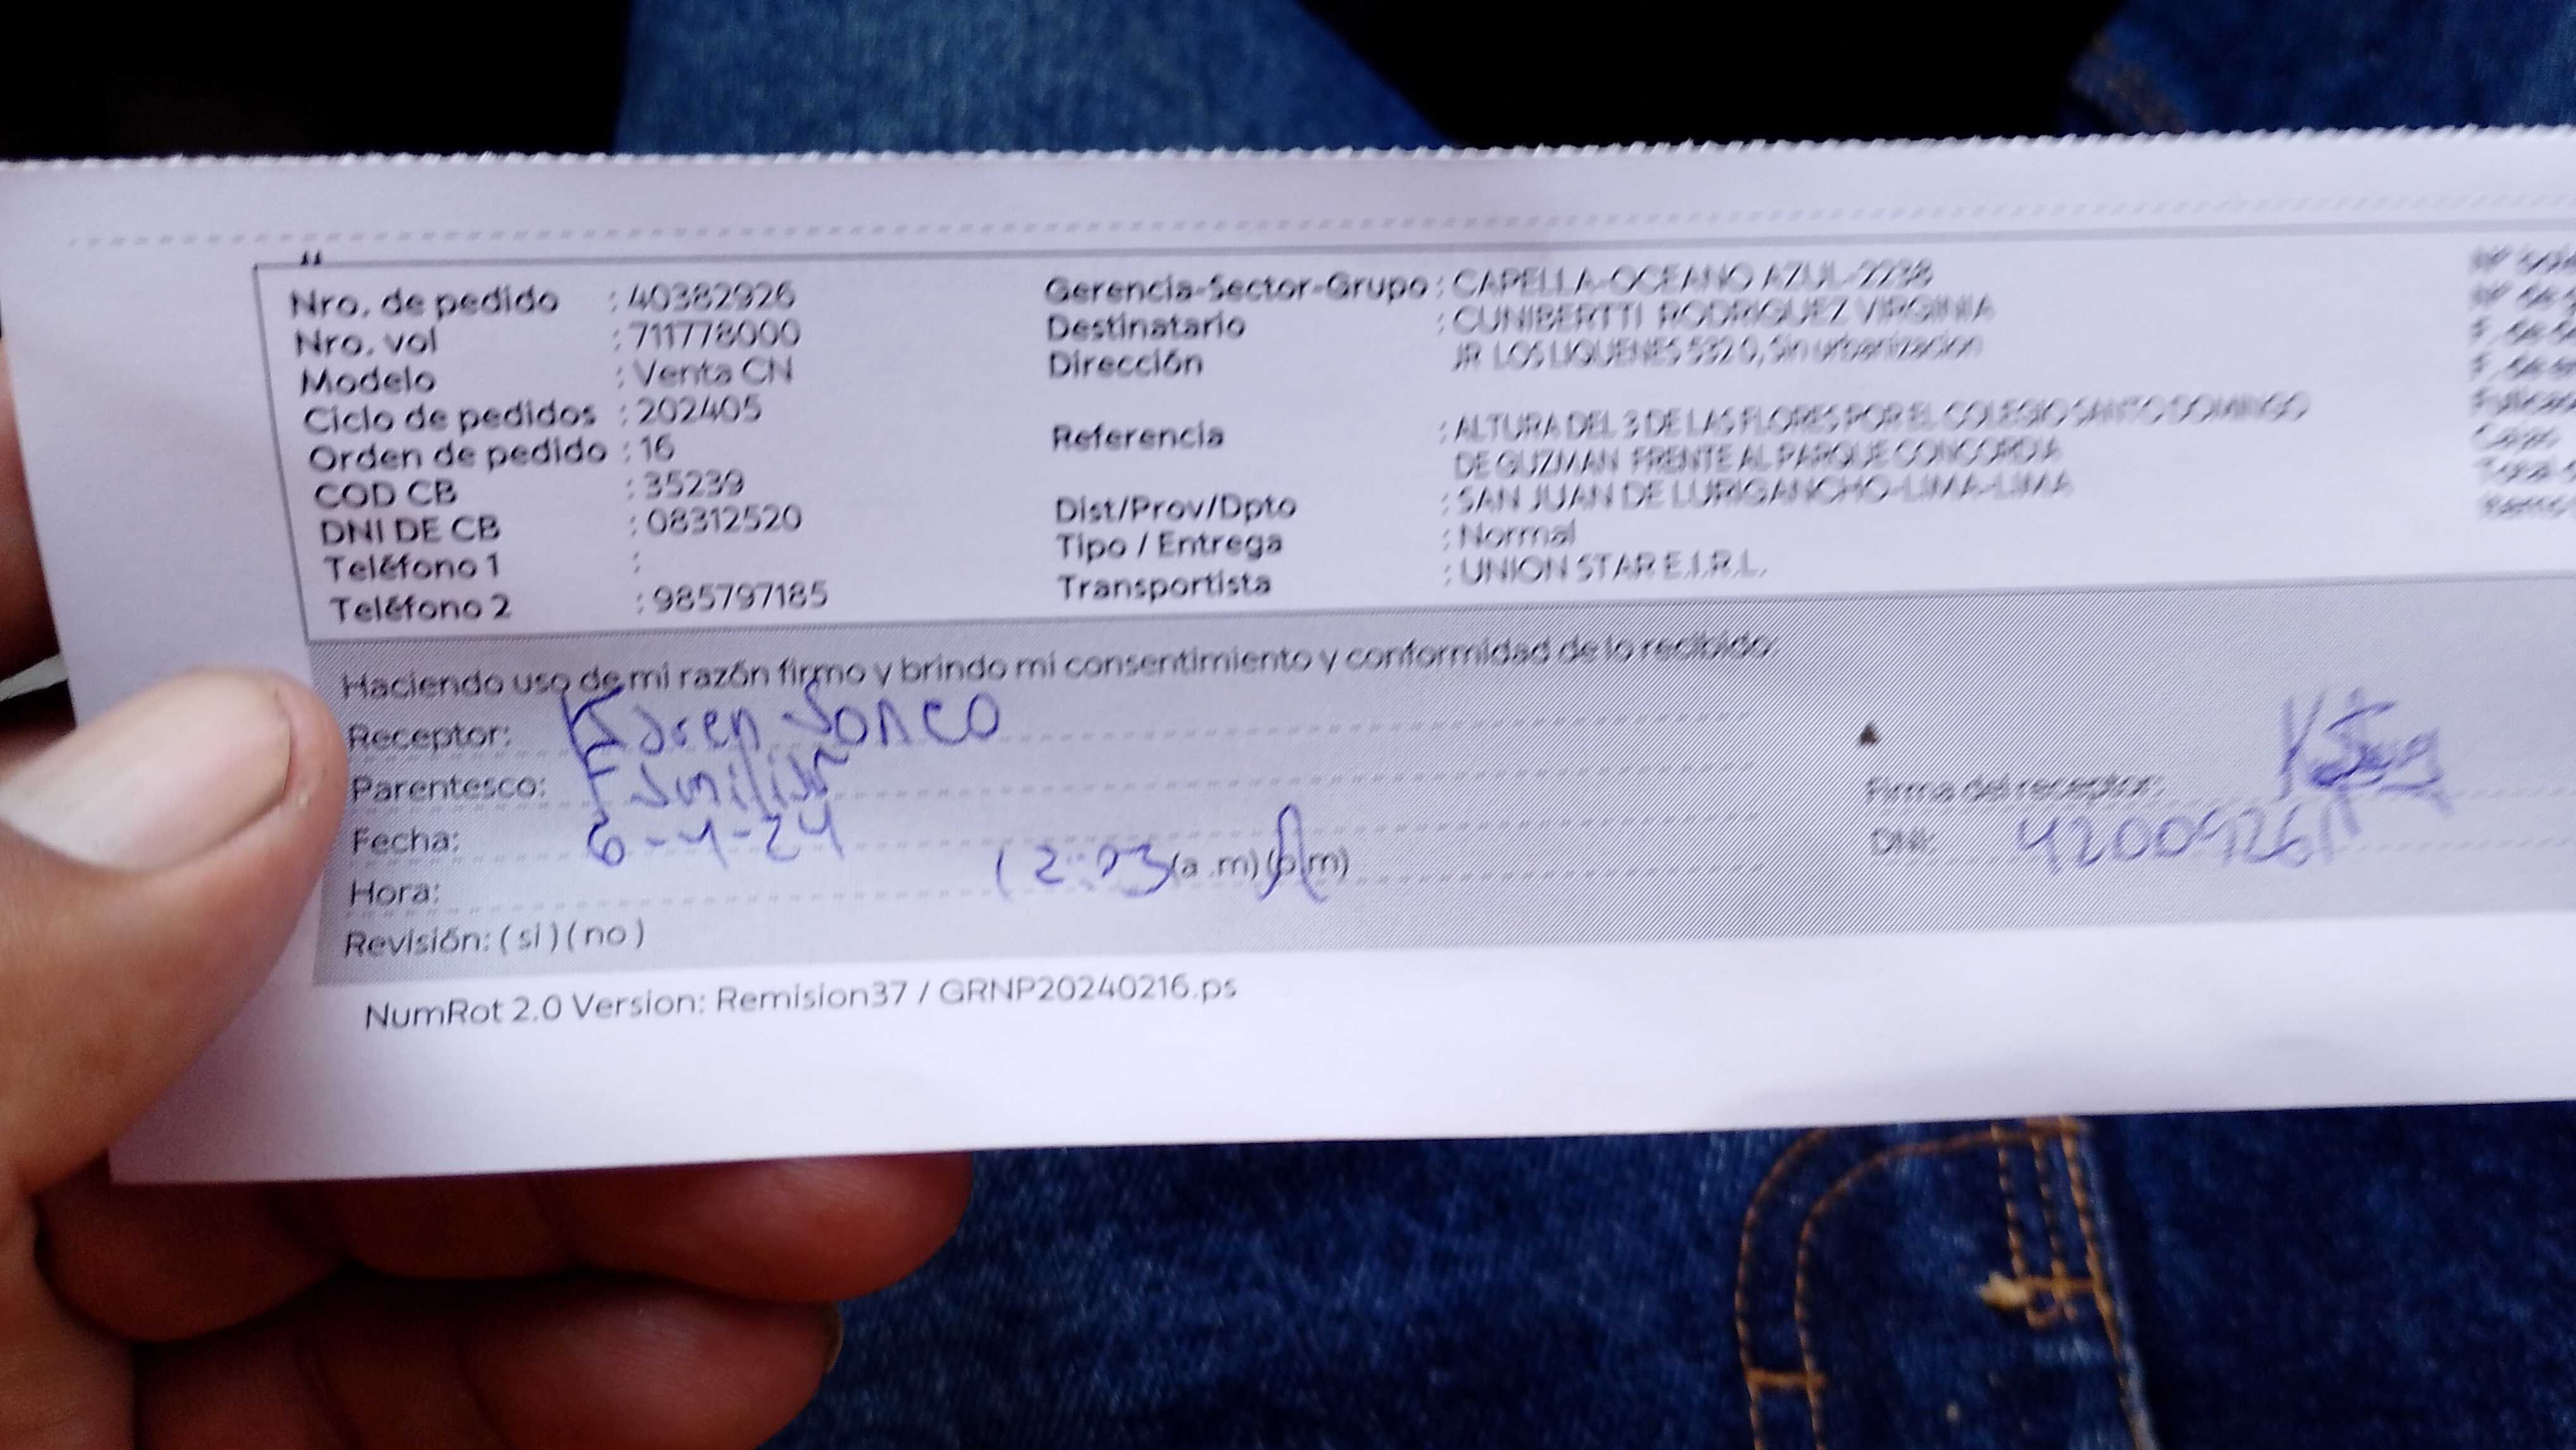 Nro. de pedido : 40382926
Nro. vol : 711778000
Modelo : Venta CN
Ciclo de pedidos : 202405
Orden de pedido : 16
COD CB : 35239
DNI DE CB : 08312520
Teléfono 1 :
Teléfono 2 : 985797185
Gerencia-Sector-Grupo : CAPELLA-OCEANO AZUL-2238
Destinatario : CUNIBERTTI RODRIGUEZ VIRGINIA
Dirección JR LOS LIQUENES 532 0, Sin urbanizacion
Referencia : ALTURA DEL 3 DE LAS FLORES POR EL COLEGIO SANTO DOMINGO
DE GUZMAN FRENTE AL PARQUE CONCORDIA
Dist/Prov/Dpto : SAN JUAN DE LURIGANCHO-LIMA-LIMA
Tipo / Entrega : Normal
Transportista : UNION STAR E.I.R.L.
Haciendo uso de mi razón firmo y brindo mi consentimiento y conformidad de lo recibido:
Receptor: Karen Sonco
Parentesco: Familiar
Fecha: 6-4-24
Hora: 12:03 (a.m) (p.m)
Revisión: (si) (no)
Firma del receptor:
DNI:
NumRot 2.0 Version: Remision37 / GRNP20240216.ps